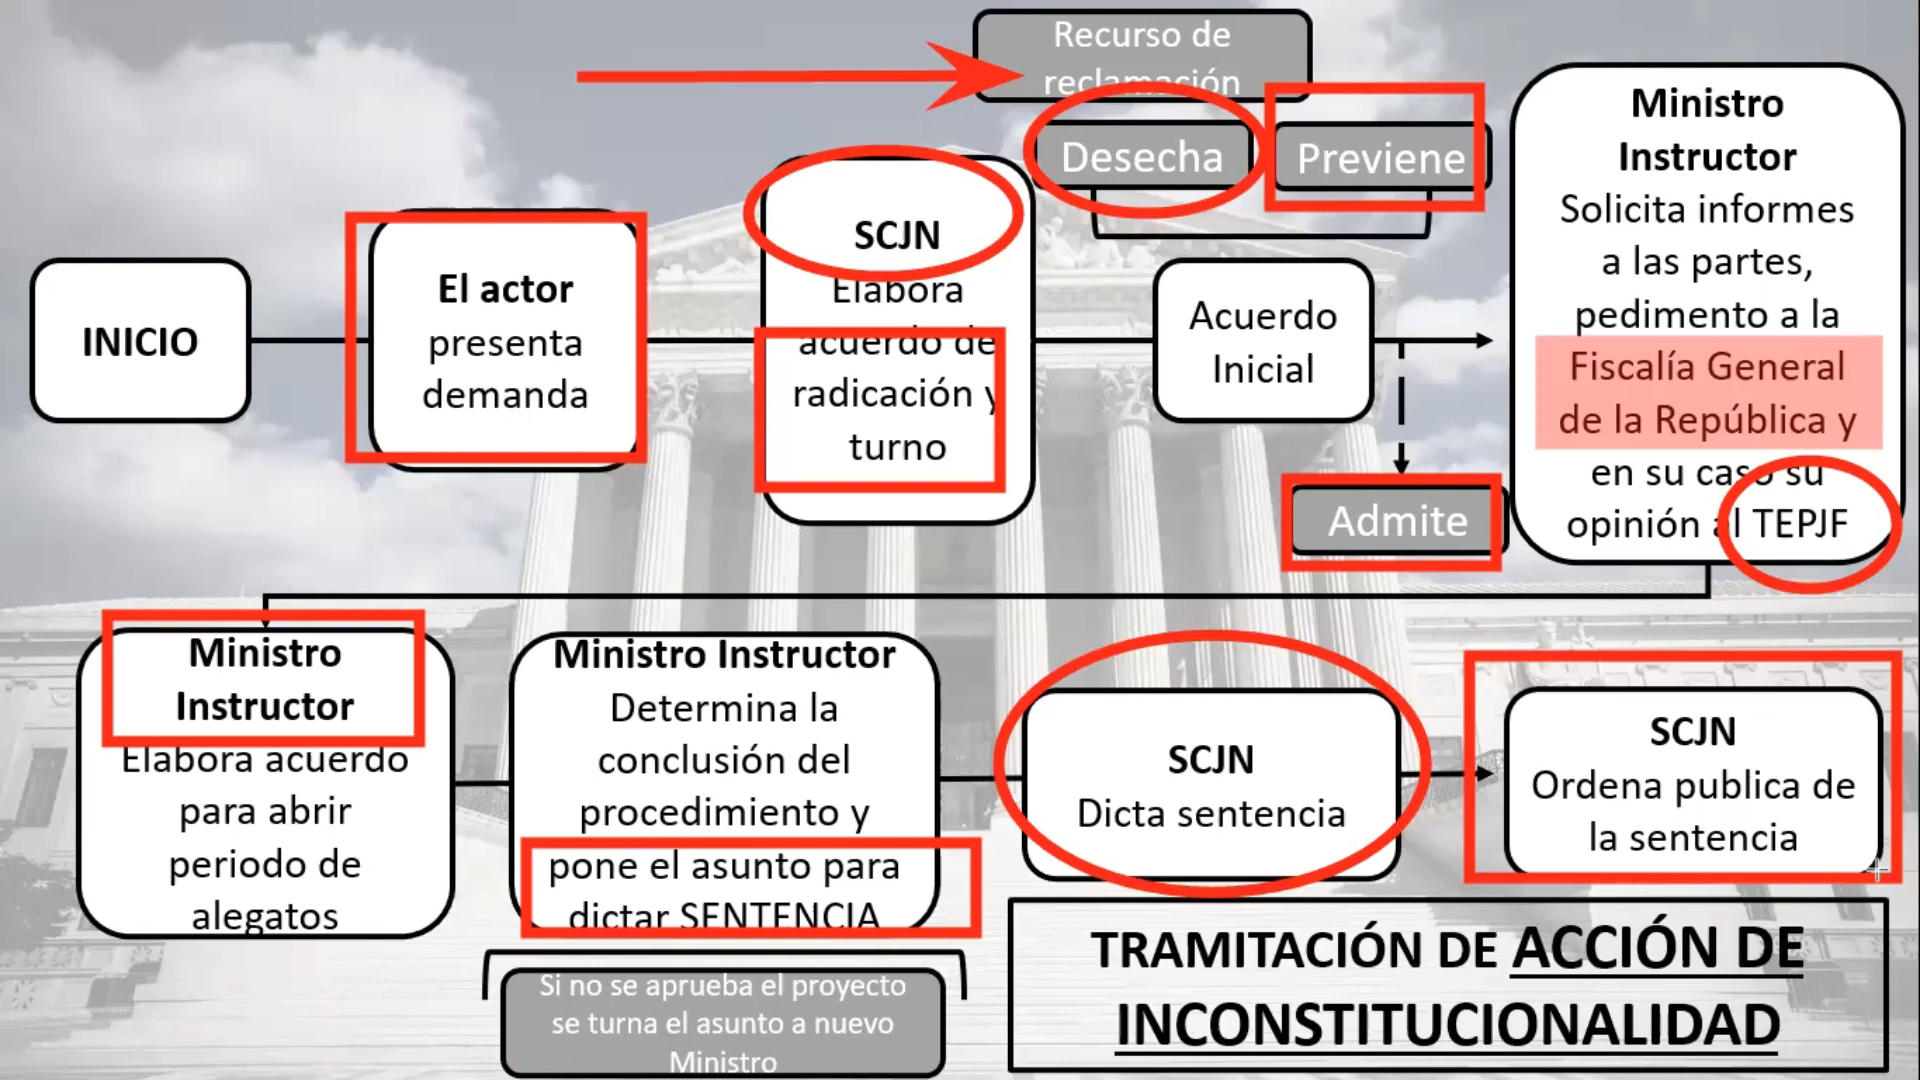 Recurso de
reclamación
Desecha
Previene
INICIO
El actor
presenta
demanda
SCJN
Elabora
acuerdo de
radicación y
turno
Acuerdo
Inicial
Admite
Ministro
Instructor
Solicita informes
a las partes,
pedimento a la
Fiscalía General
de la República y
en su caso su
opinión al TEPJF
Ministro
Instructor
Elabora acuerdo
para abrir
periodo de
alegatos
Ministro Instructor
Determina la
conclusión del
procedimiento y
pone el asunto para
dictar SENTENCIA
Si no se aprueba el proyecto
se turna el asunto a nuevo
Ministro
SCJN
Dicta sentencia
SCJN
Ordena publica de
la sentencia
TRAMITACIÓN DE ACCIÓN DE
INCONSTITUCIONALIDAD